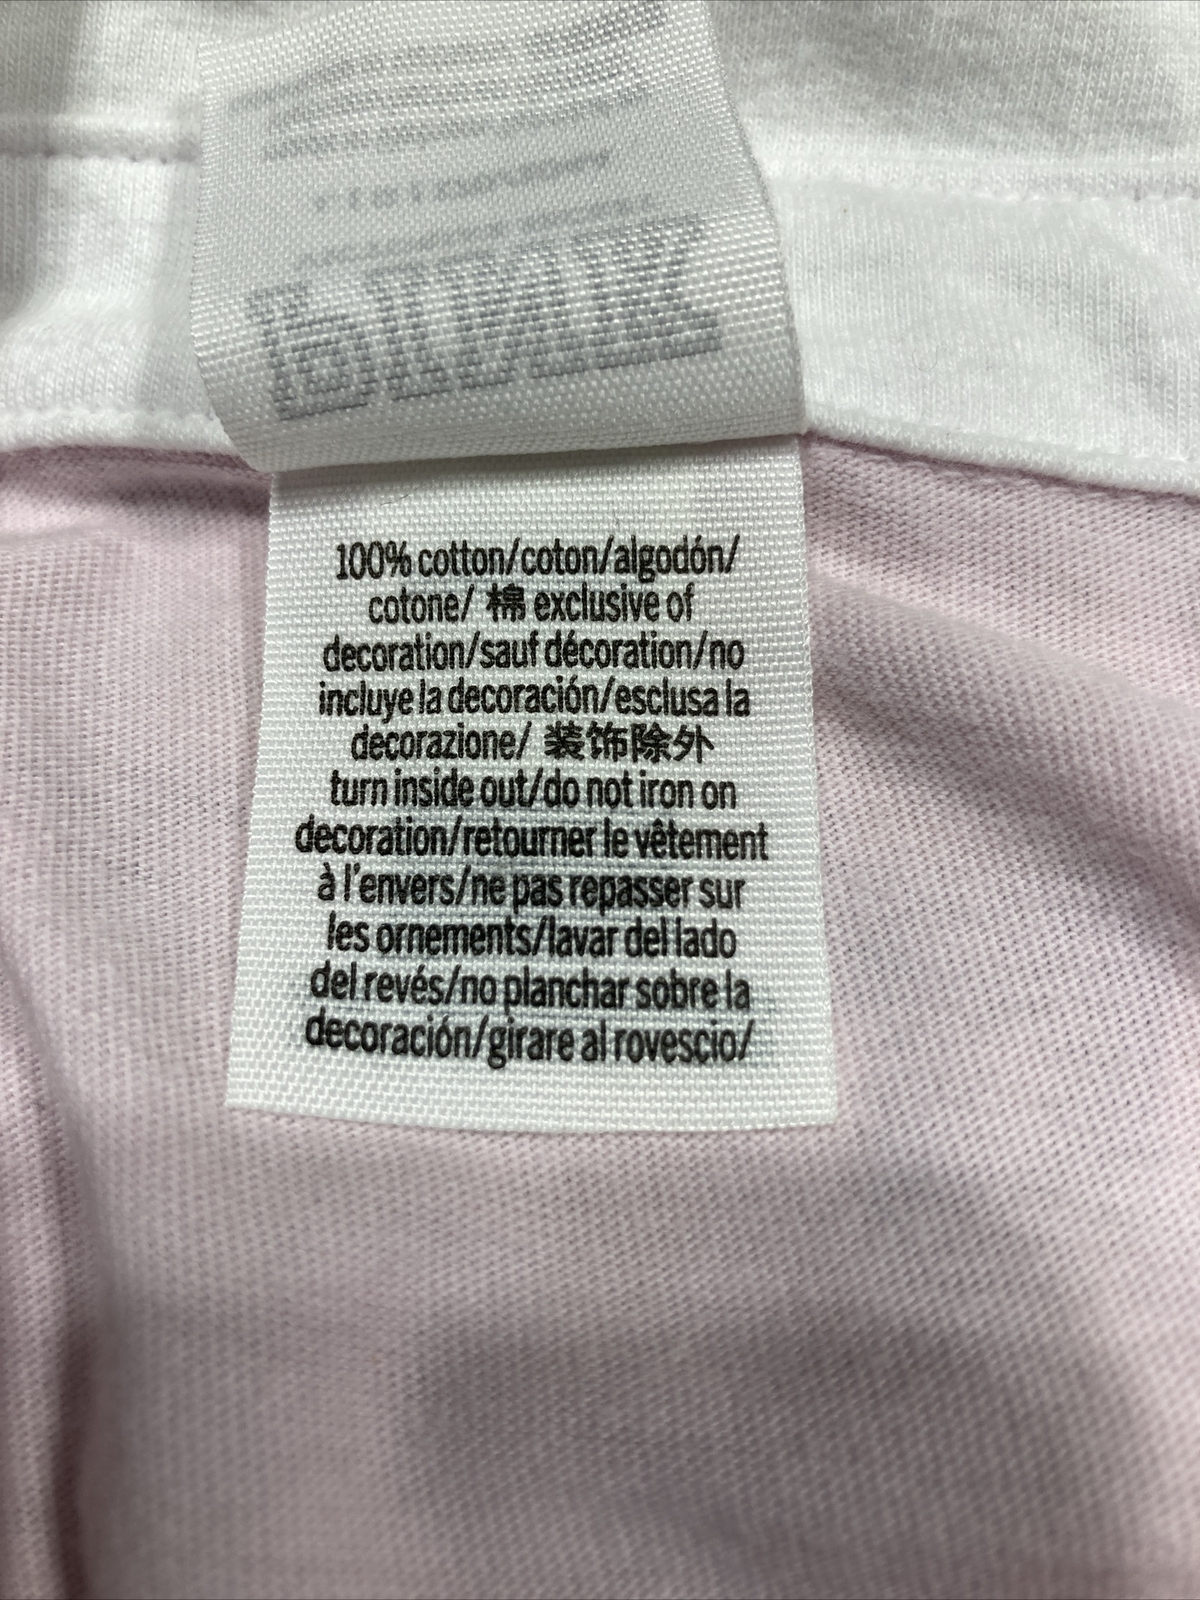 100% cotton/coton/algodón/
cotone/ 棉 exclusive of
decoration/sauf décoration/no
incluye la decoración/esclusa la
decorazione/ 装饰除外
turn inside out/do not iron on
decoration/retourner le vêtement
à l'envers/ne pas repasser sur
les ornements/lavar del lado
del revés/no planchar sobre la
decoración/girare al rovescio/